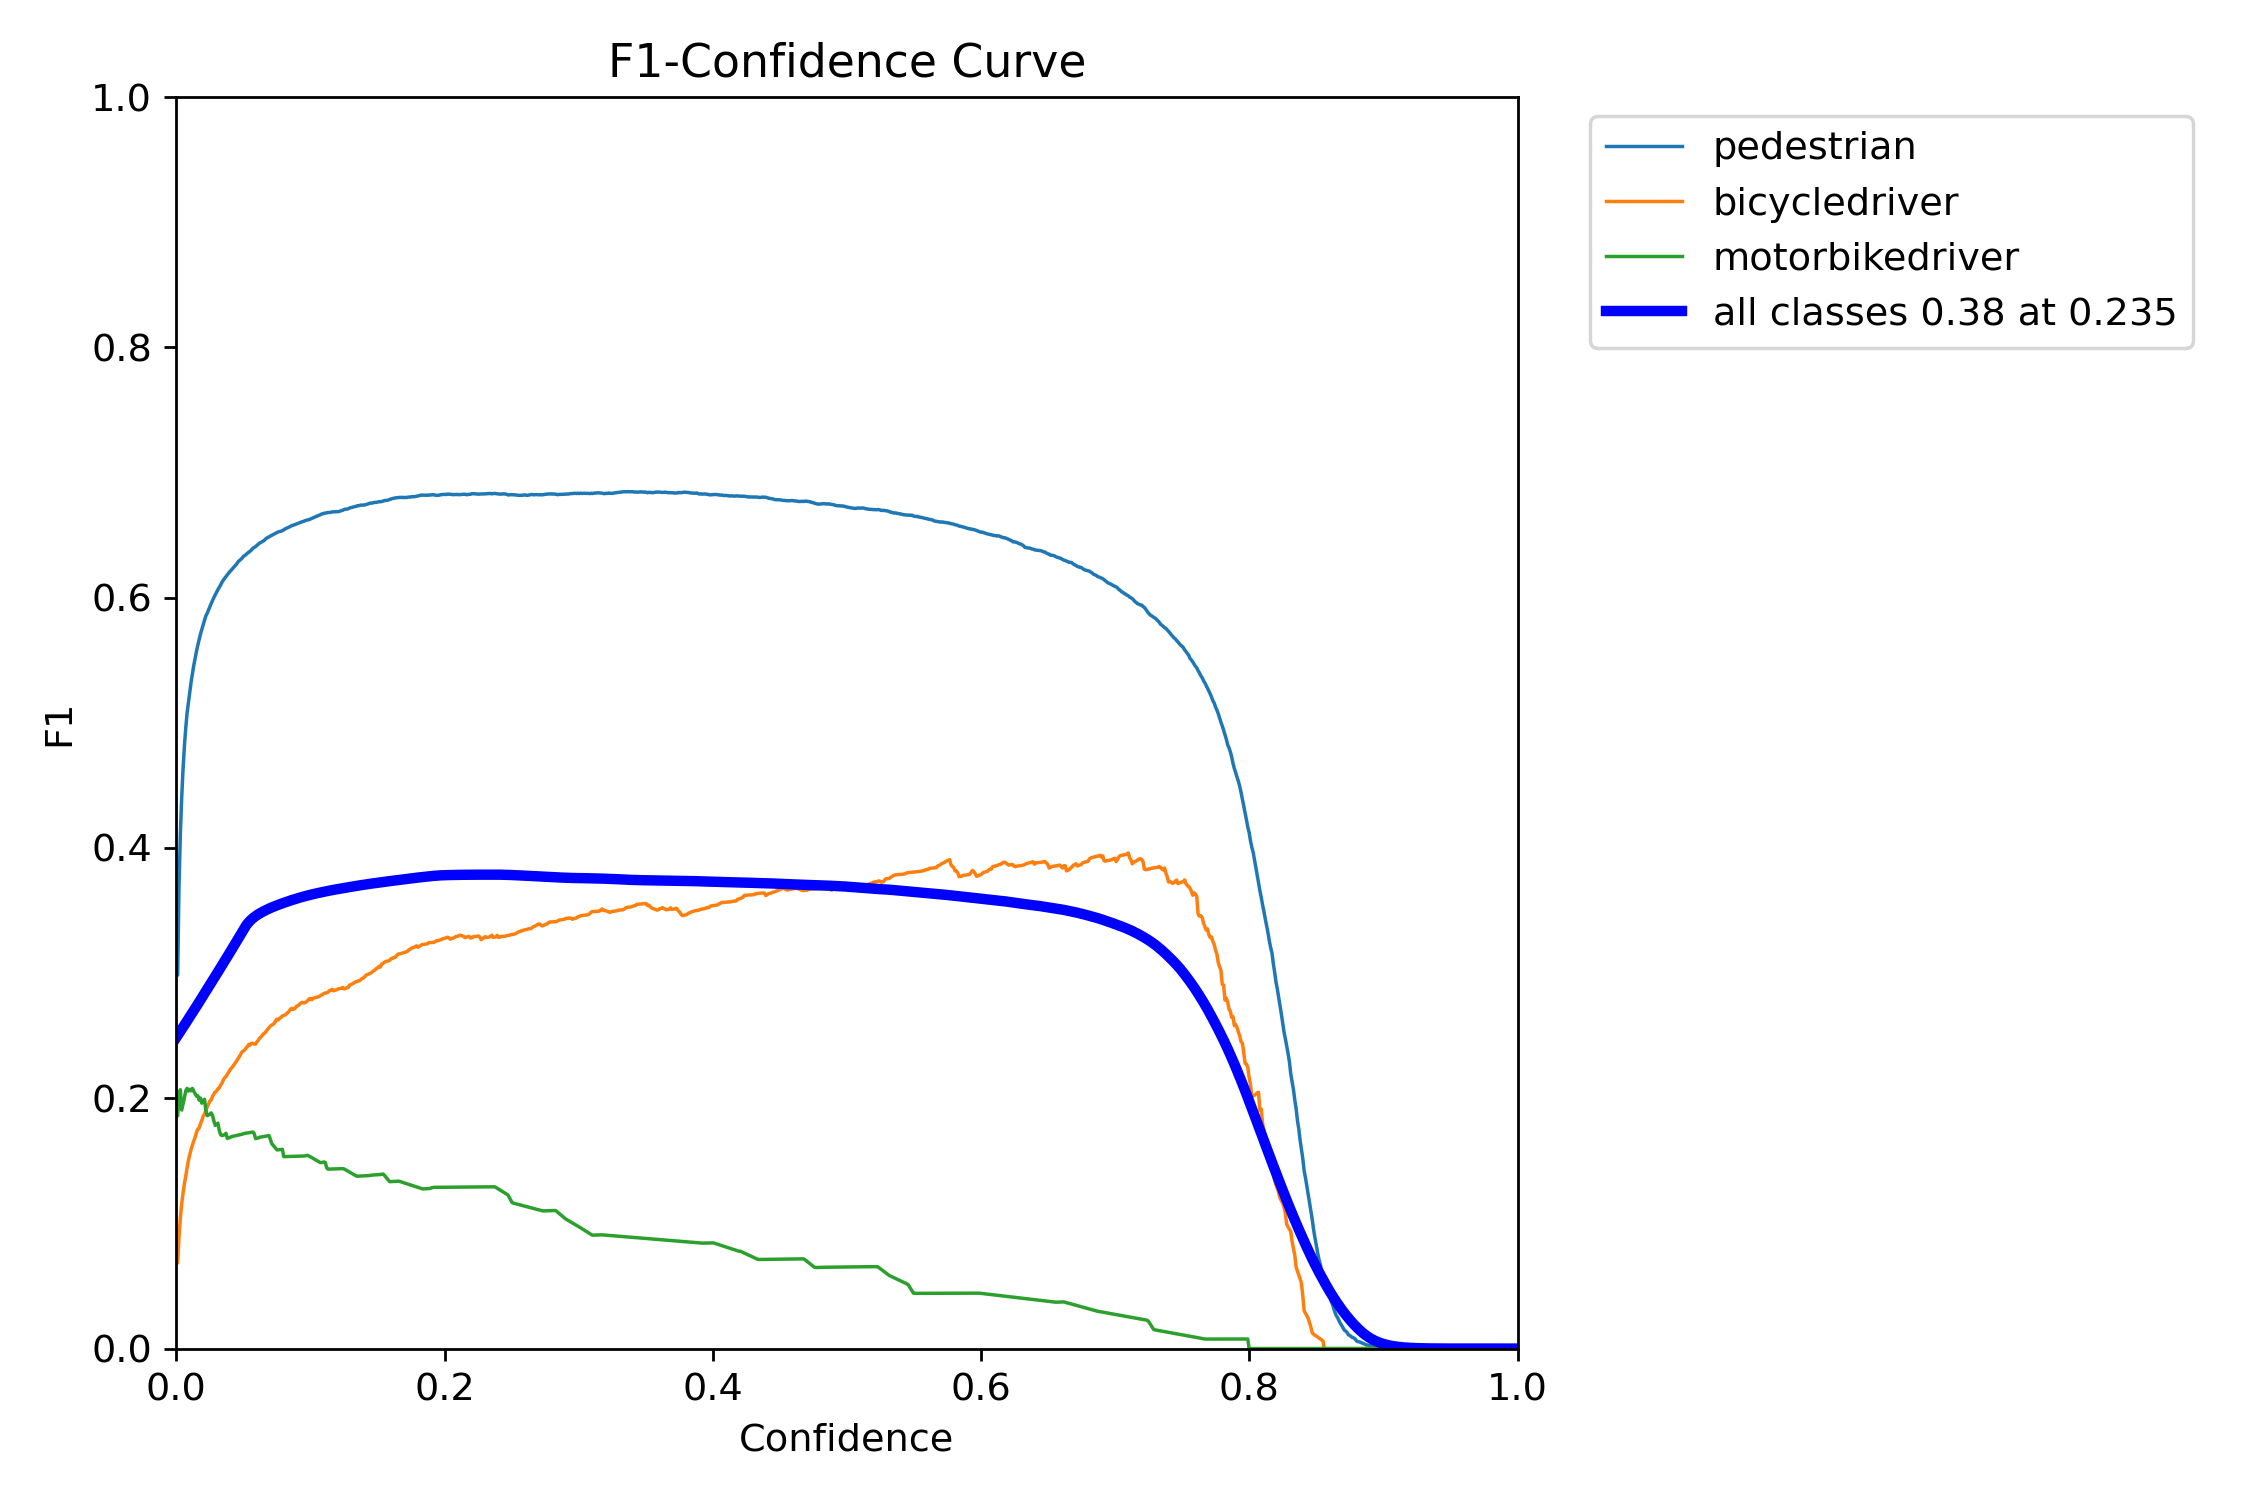 F1-Confidence Curve
1.0
0.8
0.6
0.4
0.2
0.0
F1
0.0 0.2 0.4 0.6 0.8 1.0
Confidence
pedestrian
bicycledriver
motorbikedriver
all classes 0.38 at 0.235